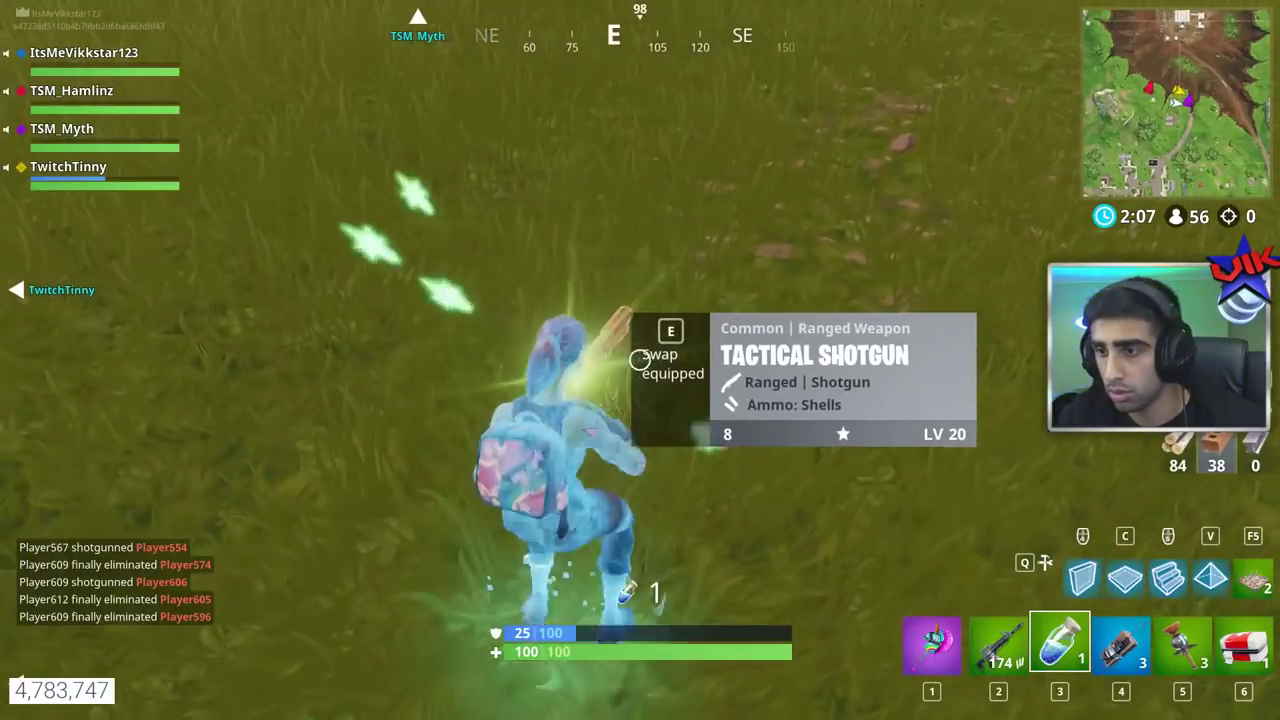 ItsMeVikkstar123
ItsMeVikkstar123
TSM_Hamlinz
TSM_Myth
TwitchTinny
TSM_Myth
98
NE 60 75 E 105 120 SE 150
2:07 56 0
VIK
TwitchTinny
E
Swap
equipped
Common | Ranged Weapon
TACTICAL SHOTGUN
Ranged | Shotgun
Ammo: Shells
8 LV 20
84 38 0
Player567 shotgunned Player554
Player609 finally eliminated Player574
Player609 shotgunned Player606
Player612 finally eliminated Player605
Player609 finally eliminated Player596
1
25 100
100 100
C V F5
Q
2
174 1 3 3 1
1 2 3 4 5 6
4,783,747